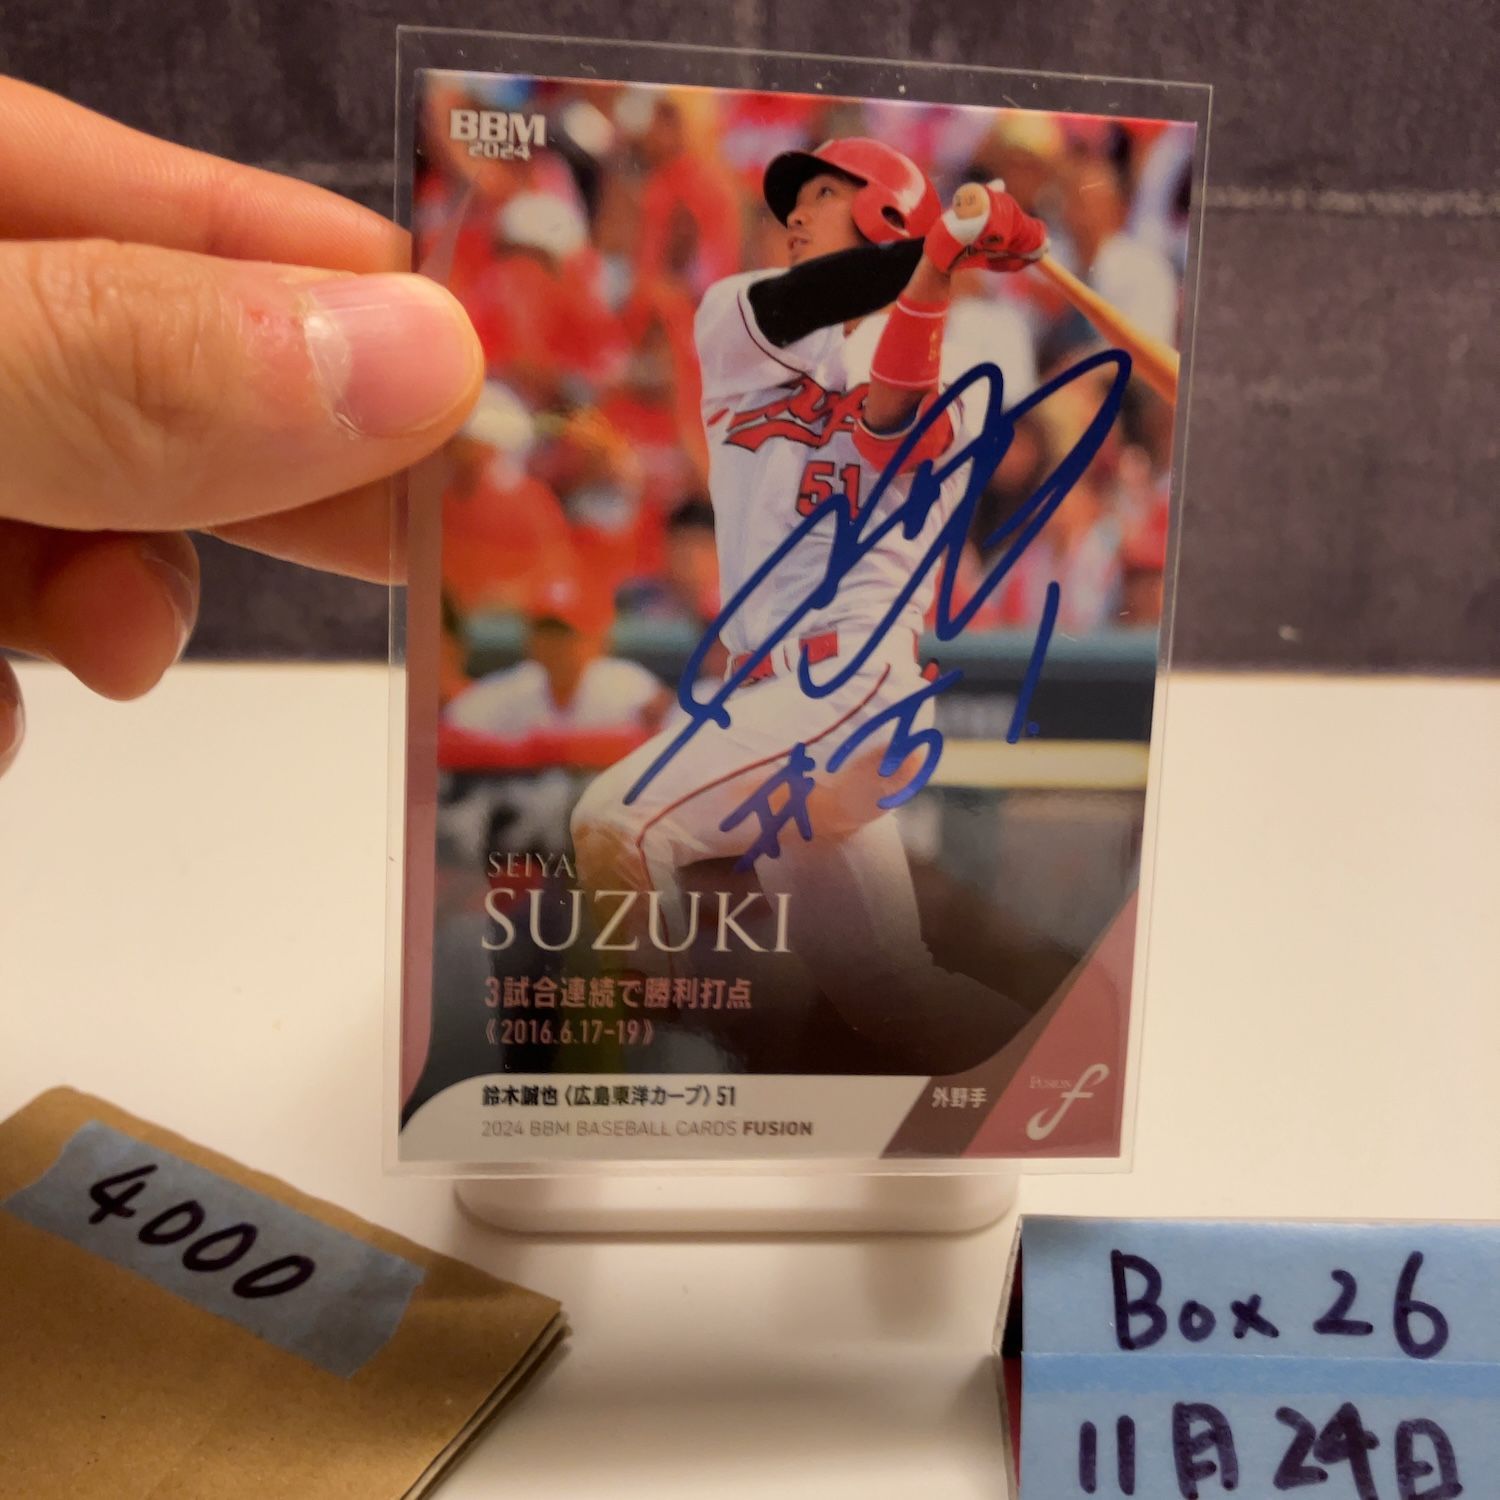 BBM
2024
51
#51
SEIYA
SUZUKI
3試合連続で勝利打点
《2016.6.17-19》
鈴木誠也〈広島東洋カープ〉51
外野手
2024 BBM BASEBALL CARDS FUSION
FUSION
f
4000
Box 26
11月24日